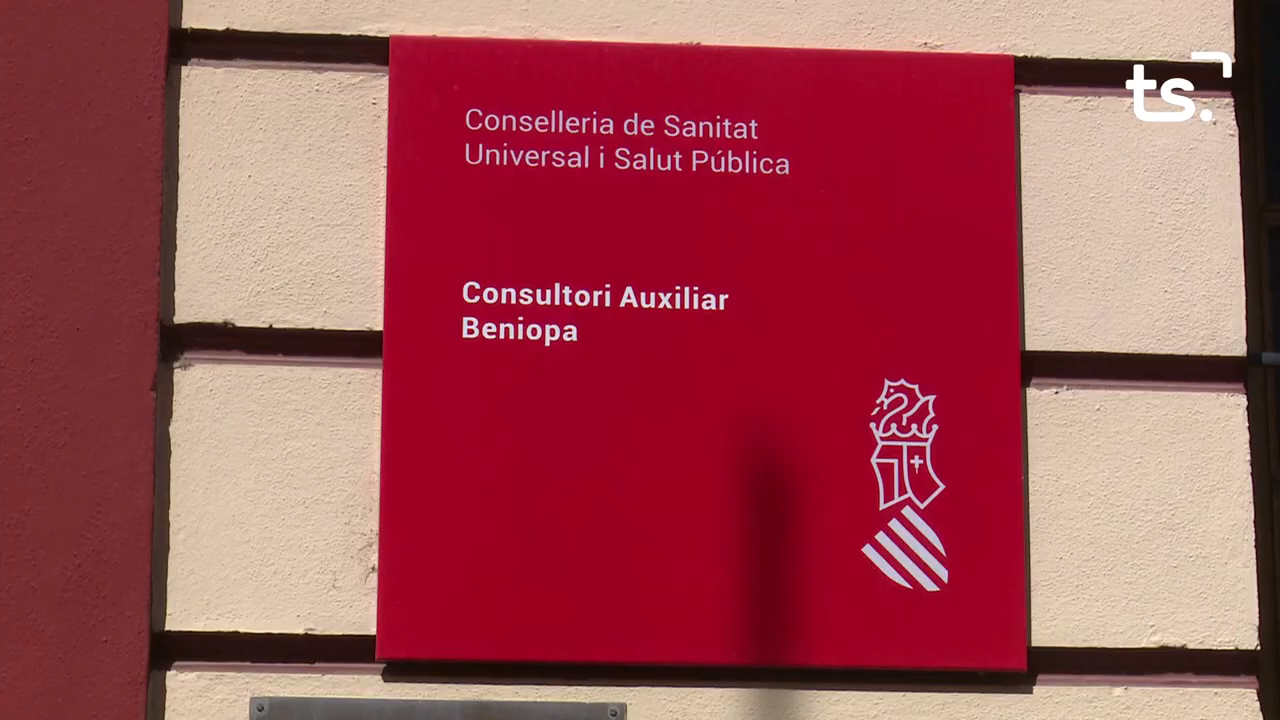 ts.
Conselleria de Sanitat
Universal i Salut Pública
Consultori Auxiliar
Beniopa